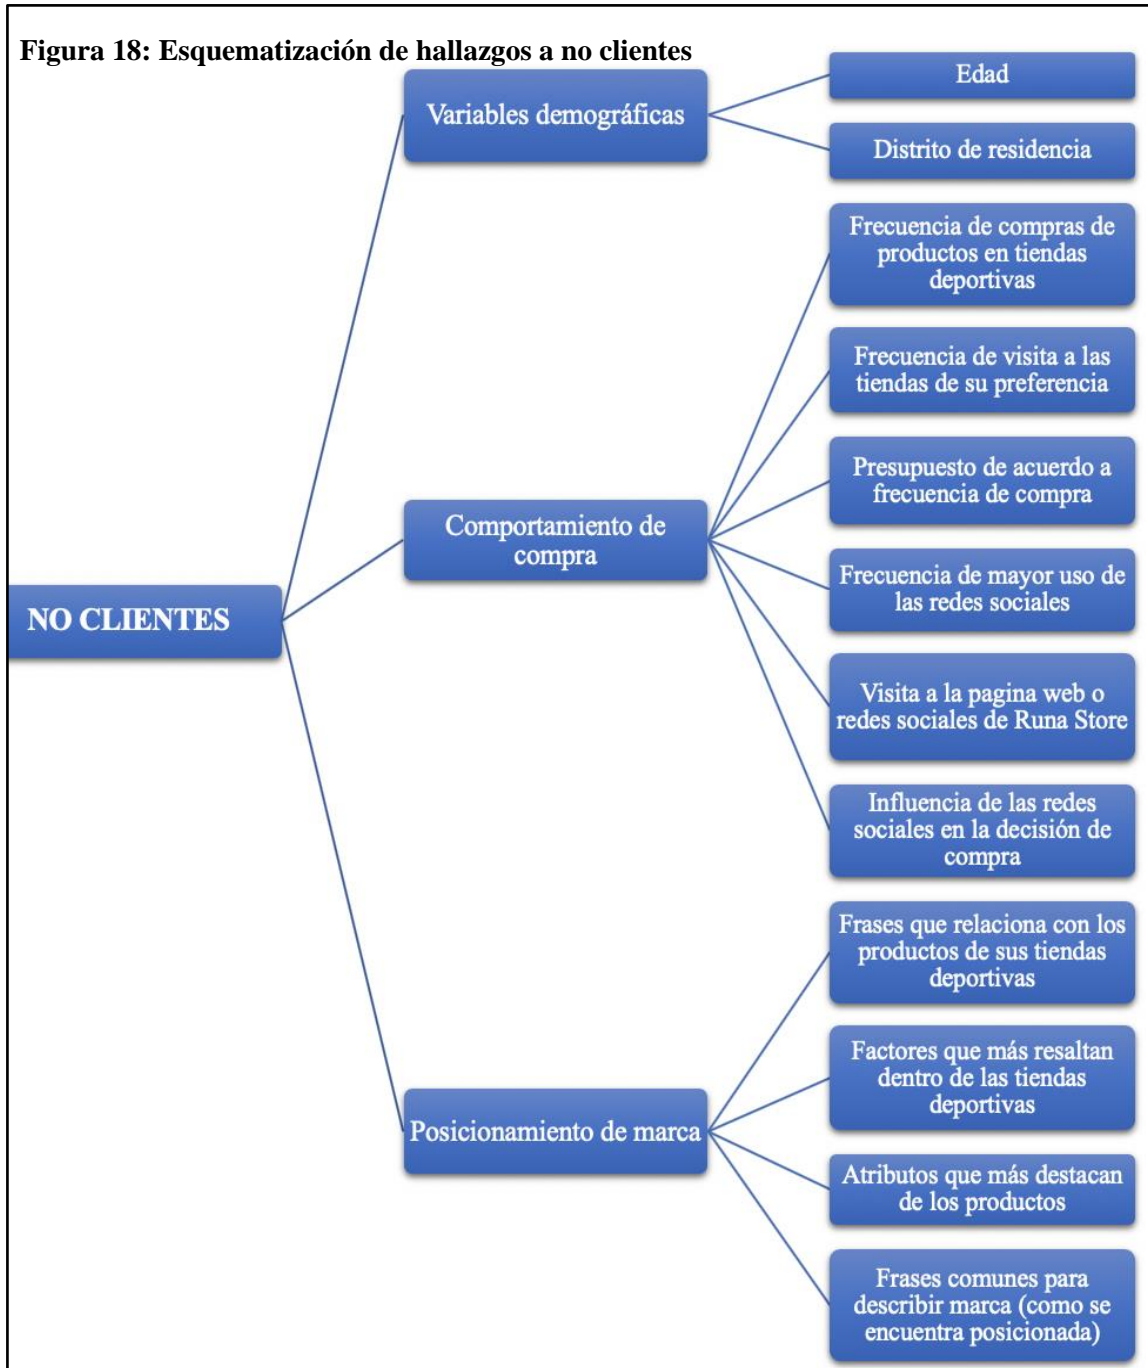 Figura 18: Esquematización de hallazgos a no clientes
NO CLIENTES
Variables demográficas
Edad
Distrito de residencia
Comportamiento de
compra
Frecuencia de compras de
productos en tiendas
deportivas
Frecuencia de visita a las
tiendas de su preferencia
Presupuesto de acuerdo a
frecuencia de compra
Frecuencia de mayor uso de
las redes sociales
Visita a la pagina web o
redes sociales de Runa Store
Influencia de las redes
sociales en la decisión de
compra
Posicionamiento de marca
Frases que relaciona con los
productos de sus tiendas
deportivas
Factores que más resaltan
dentro de las tiendas
deportivas
Atributos que más destacan
de los productos
Frases comunes para
describir marca (como se
encuentra posicionada)